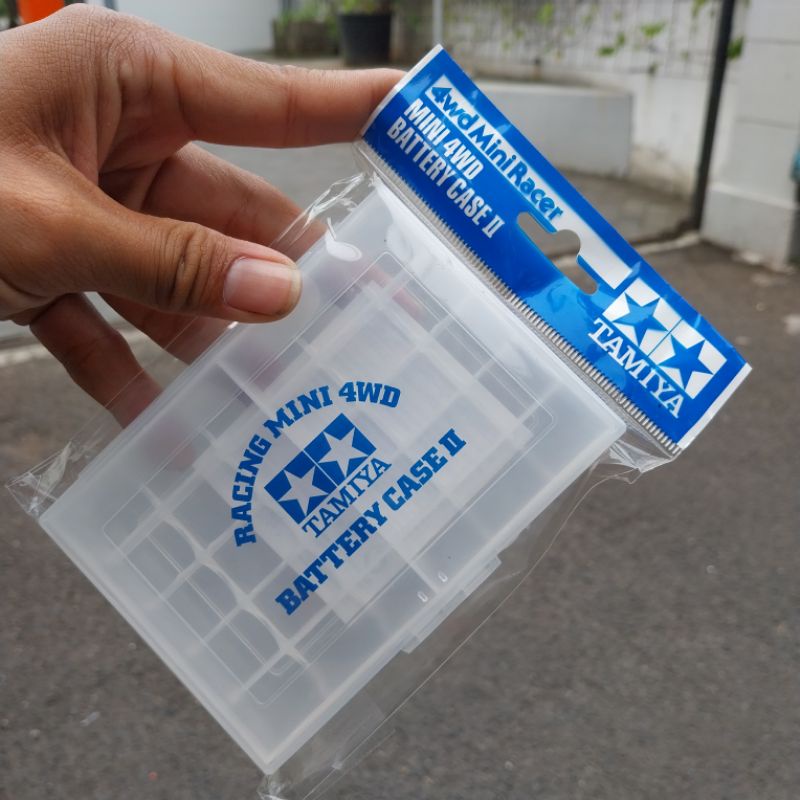 4wd Mini Racer
MINI 4WD
BATTERY CASE II
TAMIYA
RACING MINI 4WD
TAMIYA
BATTERY CASE II